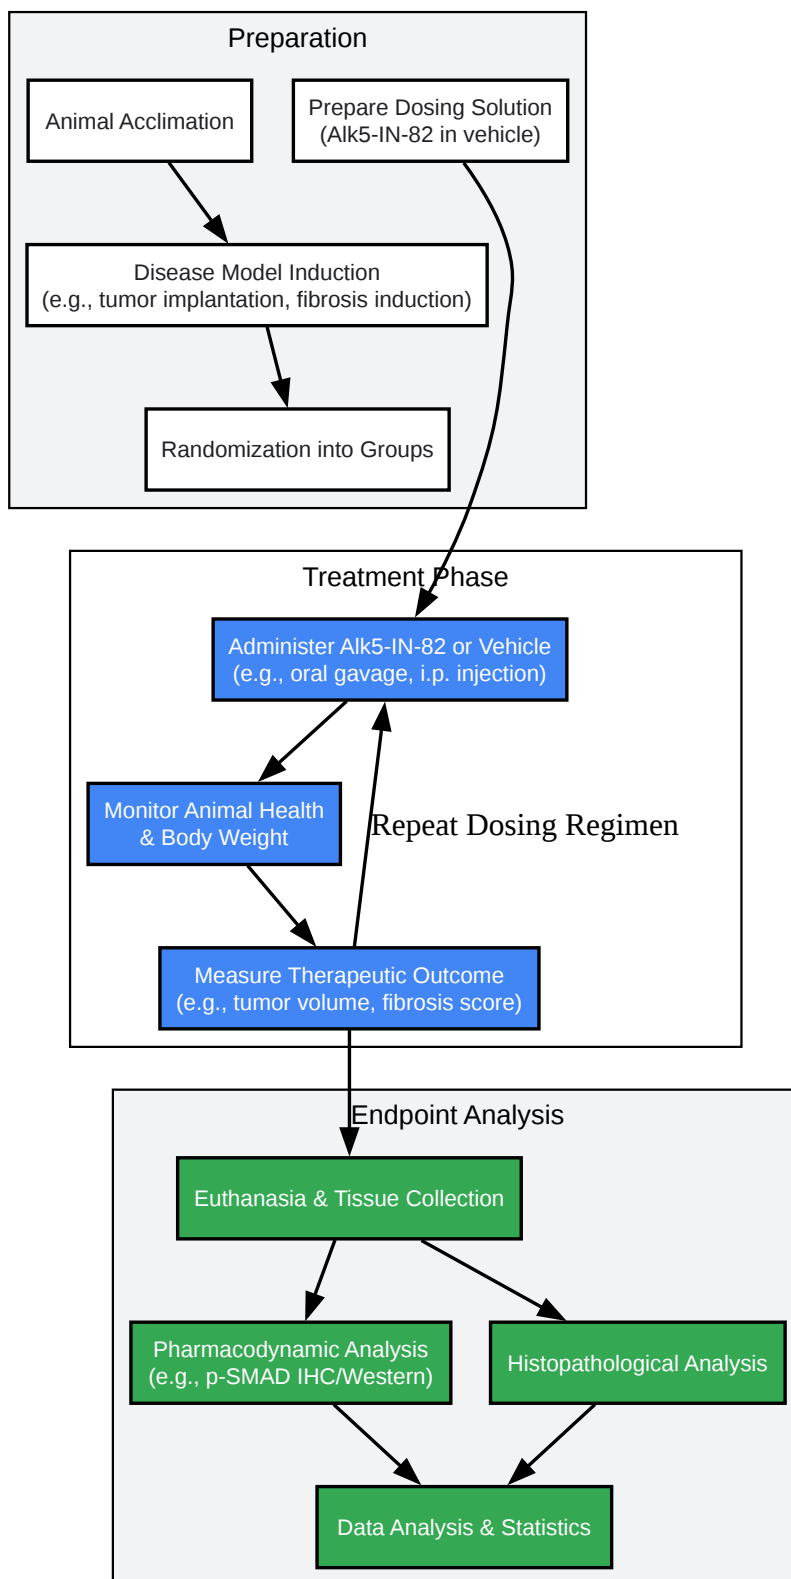 Preparation
Animal Acclimation
Prepare Dosing Solution
(Alk5-IN-82 in vehicle)
Disease Model Induction
(e.g., tumor implantation, fibrosis induction)
Randomization into Groups
Treatment Phase
Administer Alk5-IN-82 or Vehicle
(e.g., oral gavage, i.p. injection)
Monitor Animal Health
& Body Weight
Repeat Dosing Regimen
Measure Therapeutic Outcome
(e.g., tumor volume, fibrosis score)
Endpoint Analysis
Euthanasia & Tissue Collection
Pharmacodynamic Analysis
(e.g., p-SMAD IHC/Western)
Histopathological Analysis
Data Analysis & Statistics